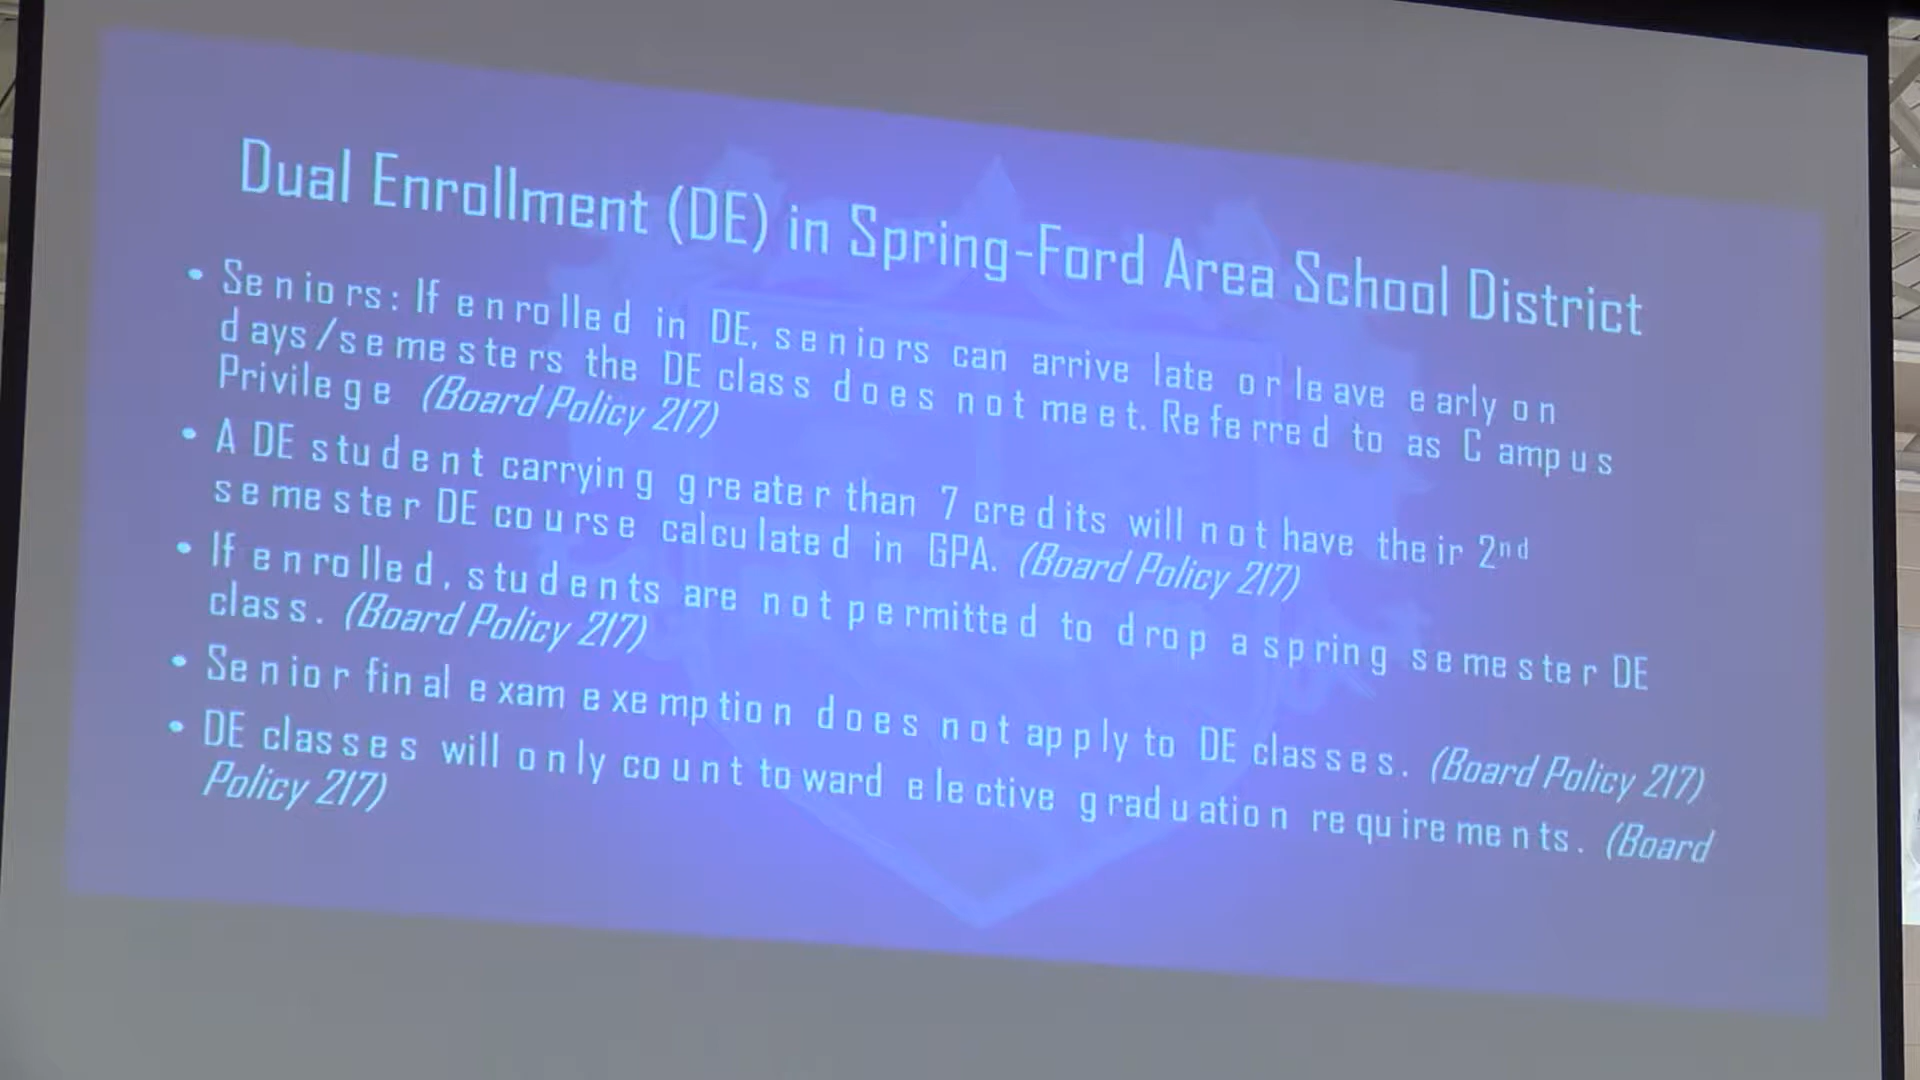 Dual Enrollment (DE) in Spring-Ford Area School District
• Seniors: If enrolled in DE, seniors can arrive late or leave early on
days/semesters the DE class does not meet. Referred to as Campus
Privilege (Board Policy 217)
• A DE student carrying greater than 7 credits will not have their 2nd
semester DE course calculated in GPA. (Board Policy 217)
• If enrolled, students are not permitted to drop a spring semester DE
class. (Board Policy 217)
• Senior final exam exemption does not apply to DE classes. (Board Policy 217)
• DE classes will only count toward elective graduation requirements. (Board
Policy 217)